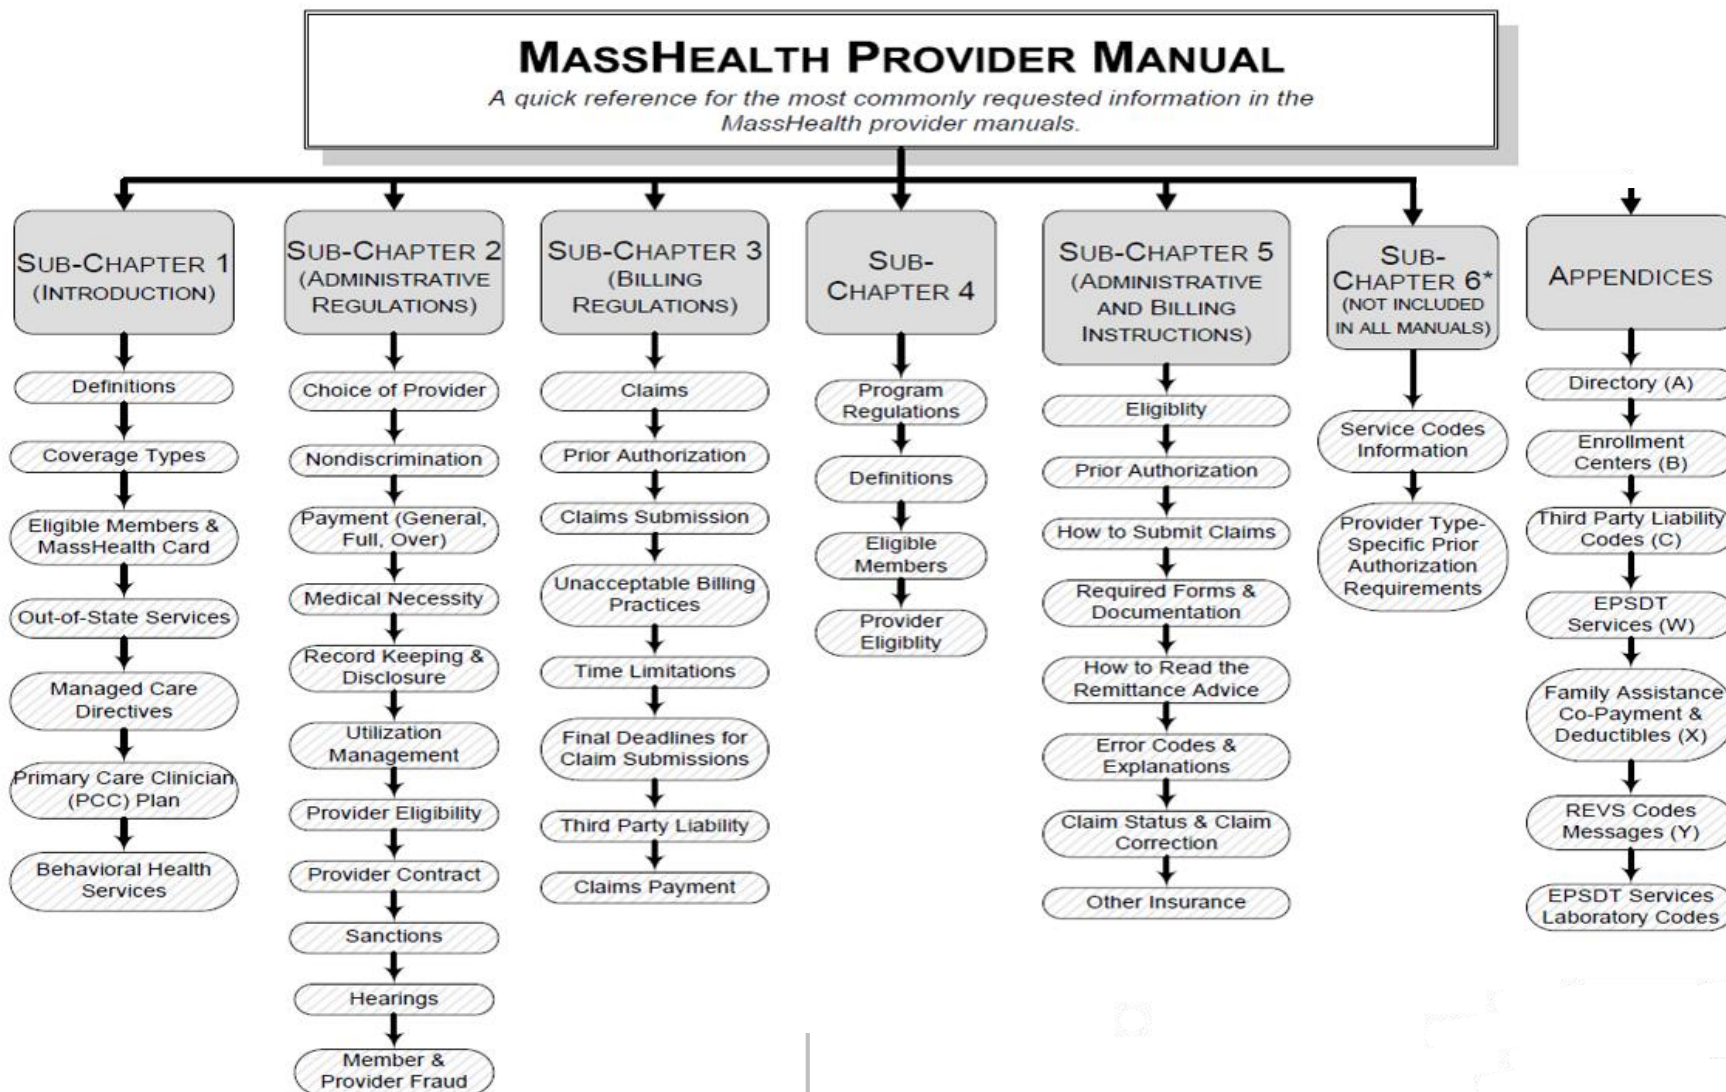 MASSHEALTH PROVIDER MANUAL
A quick reference for the most commonly requested information in the
MassHealth provider manuals.
SUB-CHAPTER 1
(INTRODUCTION)
Definitions
Coverage Types
Eligible Members &
MassHealth Card
Out-of-State Services
Managed Care
Directives
Primary Care Clinician
(PCC) Plan
Behavioral Health
Services
SUB-CHAPTER 2
(ADMINISTRATIVE
REGULATIONS)
Choice of Provider
Nondiscrimination
Payment (General,
Full, Over)
Medical Necessity
Record Keeping &
Disclosure
Utilization
Management
Provider Eligibility
Provider Contract
Sanctions
Hearings
Member &
Provider Fraud
SUB-CHAPTER 3
(BILLING
REGULATIONS)
Claims
Prior Authorization
Claims Submission
Unacceptable Billing
Practices
Time Limitations
Final Deadlines for
Claim Submissions
Third Party Liability
Claims Payment
SUB-
CHAPTER 4
Program
Regulations
Definitions
Eligible
Members
Provider
Eligiblity
SUB-CHAPTER 5
(ADMINISTRATIVE
AND BILLING
INSTRUCTIONS)
Eligiblity
Prior Authorization
How to Submit Claims
Required Forms &
Documentation
How to Read the
Remittance Advice
Error Codes &
Explanations
Claim Status & Claim
Correction
Other Insurance
SUB-
CHAPTER 6*
(NOT INCLUDED
IN ALL MANUALS)
Service Codes
Information
Provider Type-
Specific Prior
Authorization
Requirements
APPENDICES
Directory (A)
Enrollment
Centers (B)
Third Party Liability
Codes (C)
EPSDT
Services (W)
Family Assistance
Co-Payment &
Deductibles (X)
REVS Codes
Messages (Y)
EPSDT Services
Laboratory Codes